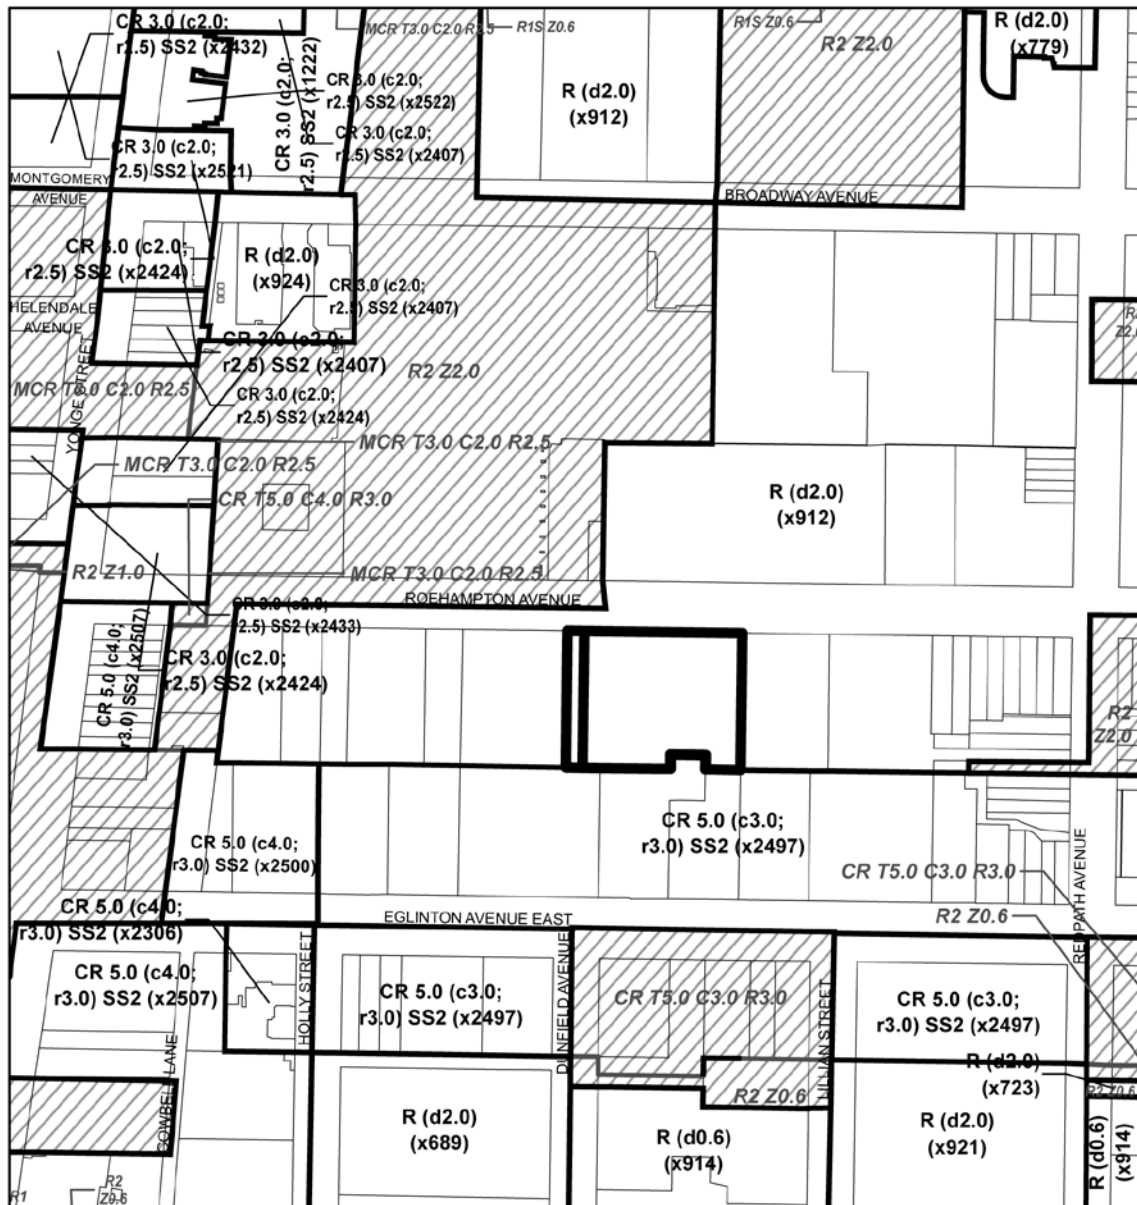 CR 3.0 (c2.0;
r2.5) SS2 (x2432)
CR 3.0 (c2.0;
r2.5) SS2 (x1222)
MCR T3.0 C2.0 R2.5
R1S Z0.6
R1S Z0.6
R2 Z2.0
R (d2.0)
(x779)
CR 3.0 (c2.0;
r2.5) SS2 (x2522)
R (d2.0)
(x912)
CR 3.0 (c2.0;
r2.5) SS2 (x2407)
CR 3.0 (c2.0;
r2.5) SS2 (x2521)
MONTGOMERY
AVENUE
BROADWAY AVENUE
CR 3.0 (c2.0;
r2.5) SS2 (x2424)
R (d2.0)
(x924)
CR 3.0 (c2.0;
r2.5) SS2 (x2407)
HELENDALE
AVENUE
YONGE STREET
CR 3.0 (c2.0;
r2.5) SS2 (x2407)
R2 Z2.0
MCR T3.0 C2.0 R2.5
CR 3.0 (c2.0;
r2.5) SS2 (x2424)
MCR T3.0 C2.0 R2.5
MCR T3.0 C2.0 R2.5
CR T5.0 C4.0 R3.0
R (d2.0)
(x912)
R2 Z1.0
MCR T3.0 C2.0 R2.5
ROEHAMPTON AVENUE
CR 3.0 (c2.0;
r2.5) SS2 (x2433)
CR 5.0 (c4.0;
r3.0) SS2 (x2507)
CR 3.0 (c2.0;
r2.5) SS2 (x2424)
R2
Z2.0
CR 5.0 (c4.0;
r3.0) SS2 (x2500)
CR 5.0 (c3.0;
r3.0) SS2 (x2497)
CR T5.0 C3.0 R3.0
REDPATH AVENUE
CR 5.0 (c4.0;
r3.0) SS2 (x2306)
EGLINTON AVENUE EAST
R2 Z0.6
CR 5.0 (c4.0;
r3.0) SS2 (x2507)
HOLLY STREET
CR 5.0 (c3.0;
r3.0) SS2 (x2497)
DUNFIELD AVENUE
CR T5.0 C3.0 R3.0
LILLIAN STREET
CR 5.0 (c3.0;
r3.0) SS2 (x2497)
COWBELL LANE
R (d2.0)
(x723)
R2 Z0.6
R2 Z0.6
R (d2.0)
(x689)
R (d0.6)
(x914)
R (d2.0)
(x921)
R (d0.6)
(x914)
R1
R2
Z0.6